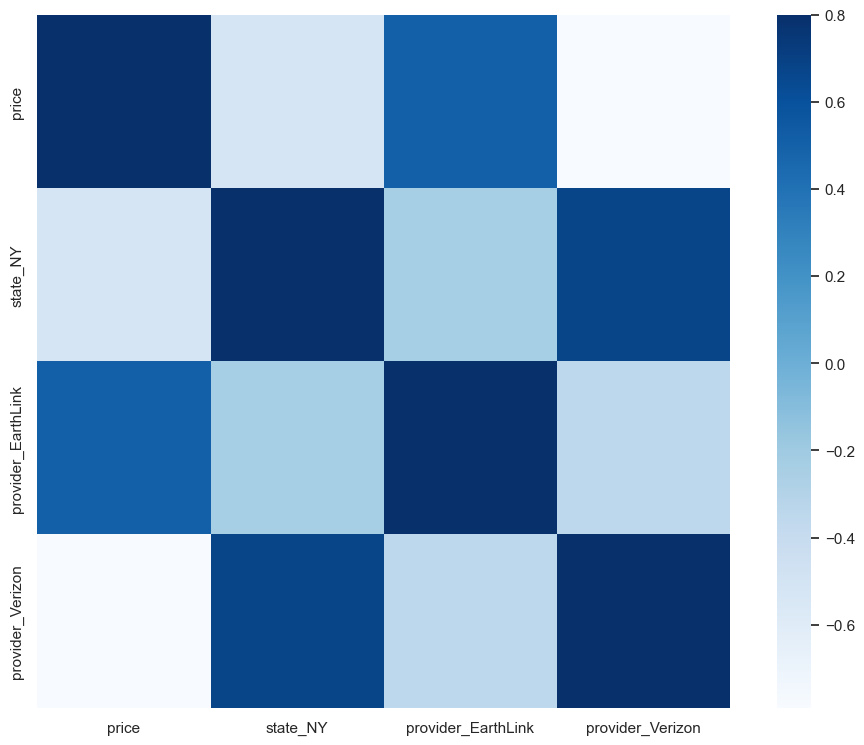 price
state_NY
provider_EarthLink
provider_Verizon
price
state_NY
provider_EarthLink
provider_Verizon
0.8
0.6
0.4
0.2
0.0
−0.2
−0.4
−0.6